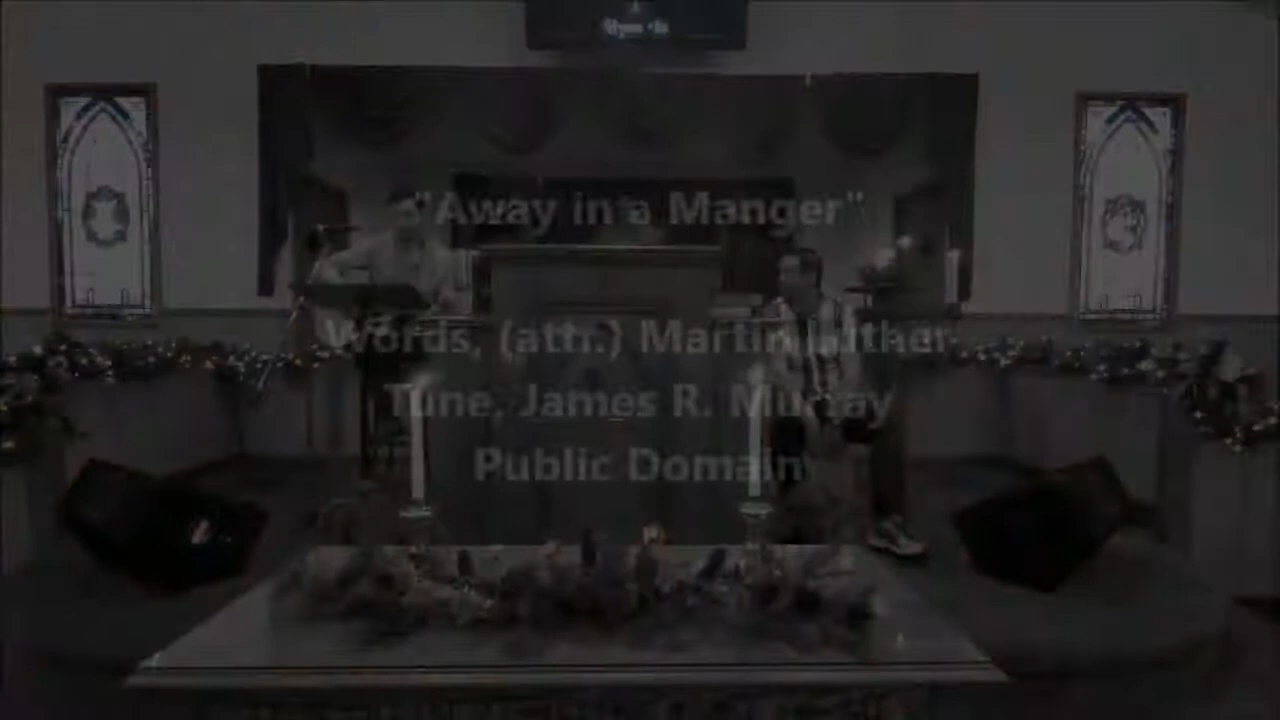 "Away in a Manger"
Words, (attr.) Martin Luther
Tune, James R. Murray
Public Domain